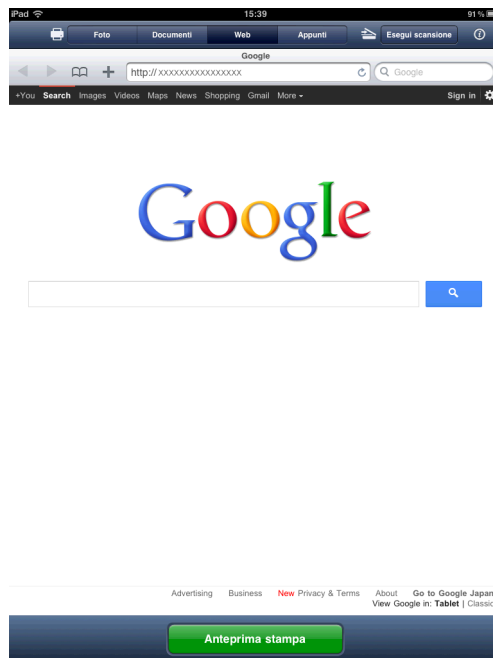 iPad 15:39 91 %
Foto Documenti Web Appunti Esegui scansione
Google
http://xxxxxxxxxxxxxxxx Google
+You Search Images Videos Maps News Shopping Gmail More Sign in
Google
Advertising Business New Privacy & Terms About Go to Google Japan
View Google in: Tablet | Classic
Anteprima stampa